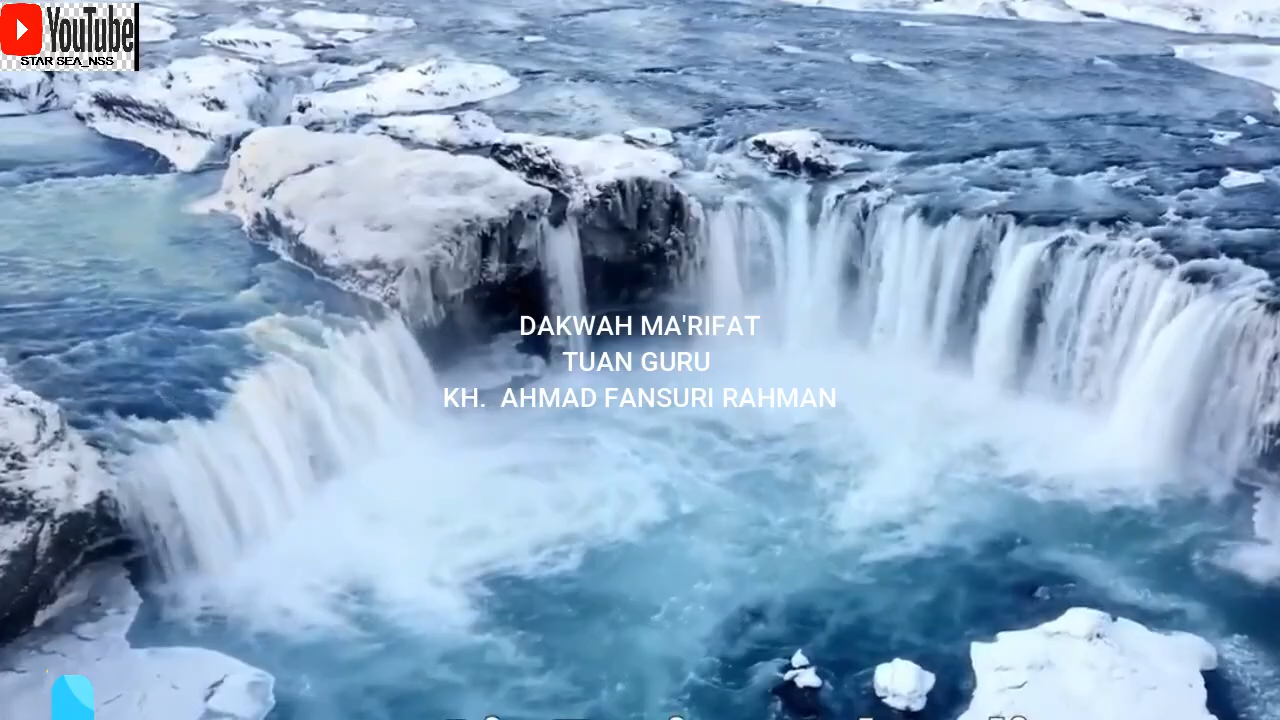 YouTube
STAR SEA_NSS
DAKWAH MA'RIFAT
TUAN GURU
KH. AHMAD FANSURI RAHMAN